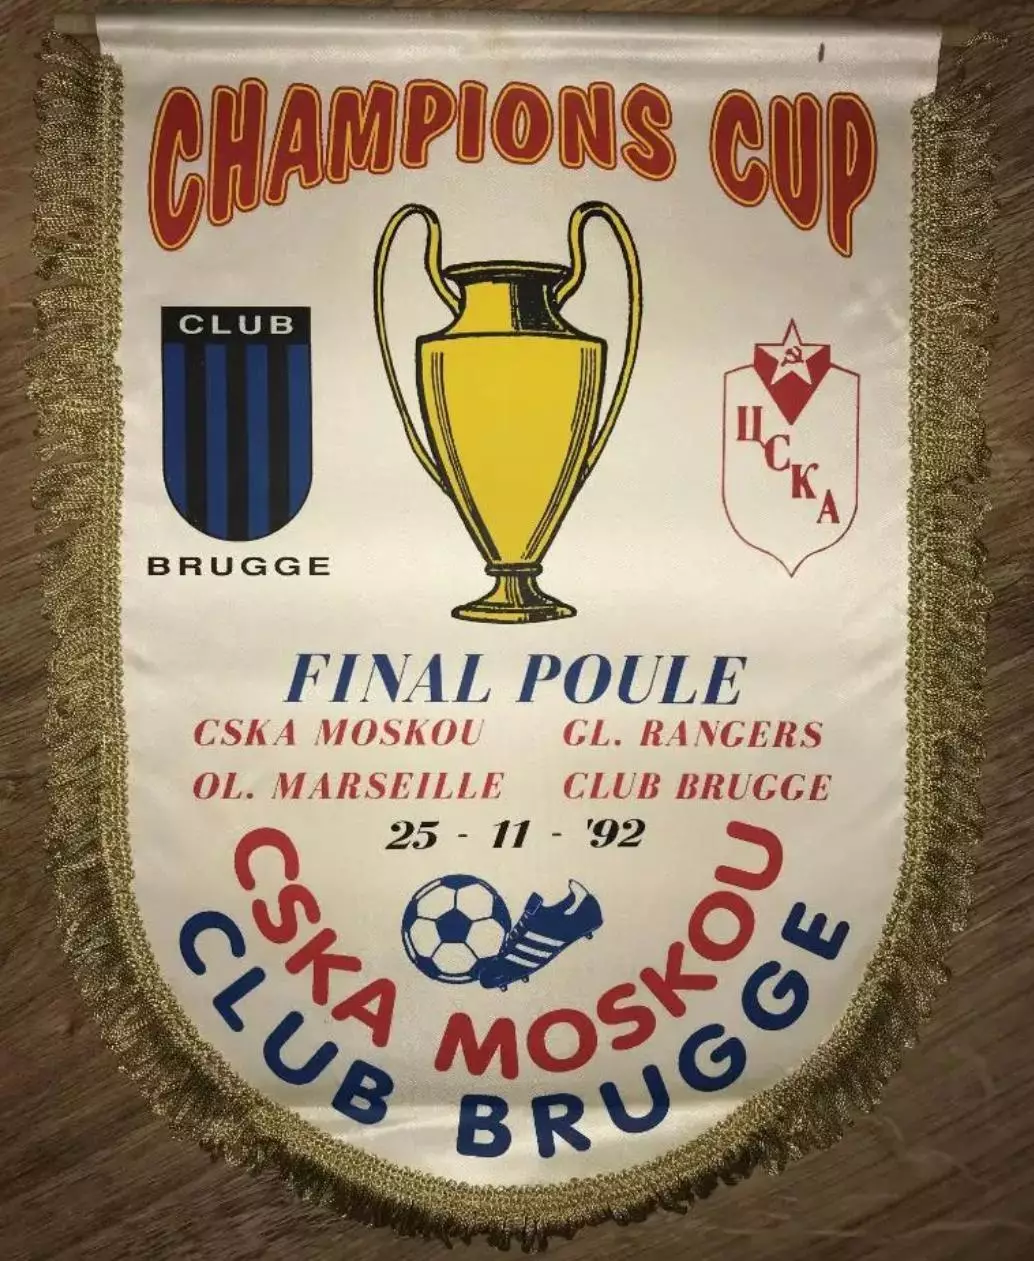 CHAMPIONS CUP
CLUB
BRUGGE
ЦСКА
FINAL POULE
CSKA MOSKOU GL. RANGERS
OL. MARSEILLE CLUB BRUGGE
25 - 11 - '92
CSKA MOSKOU
CLUB BRUGGE